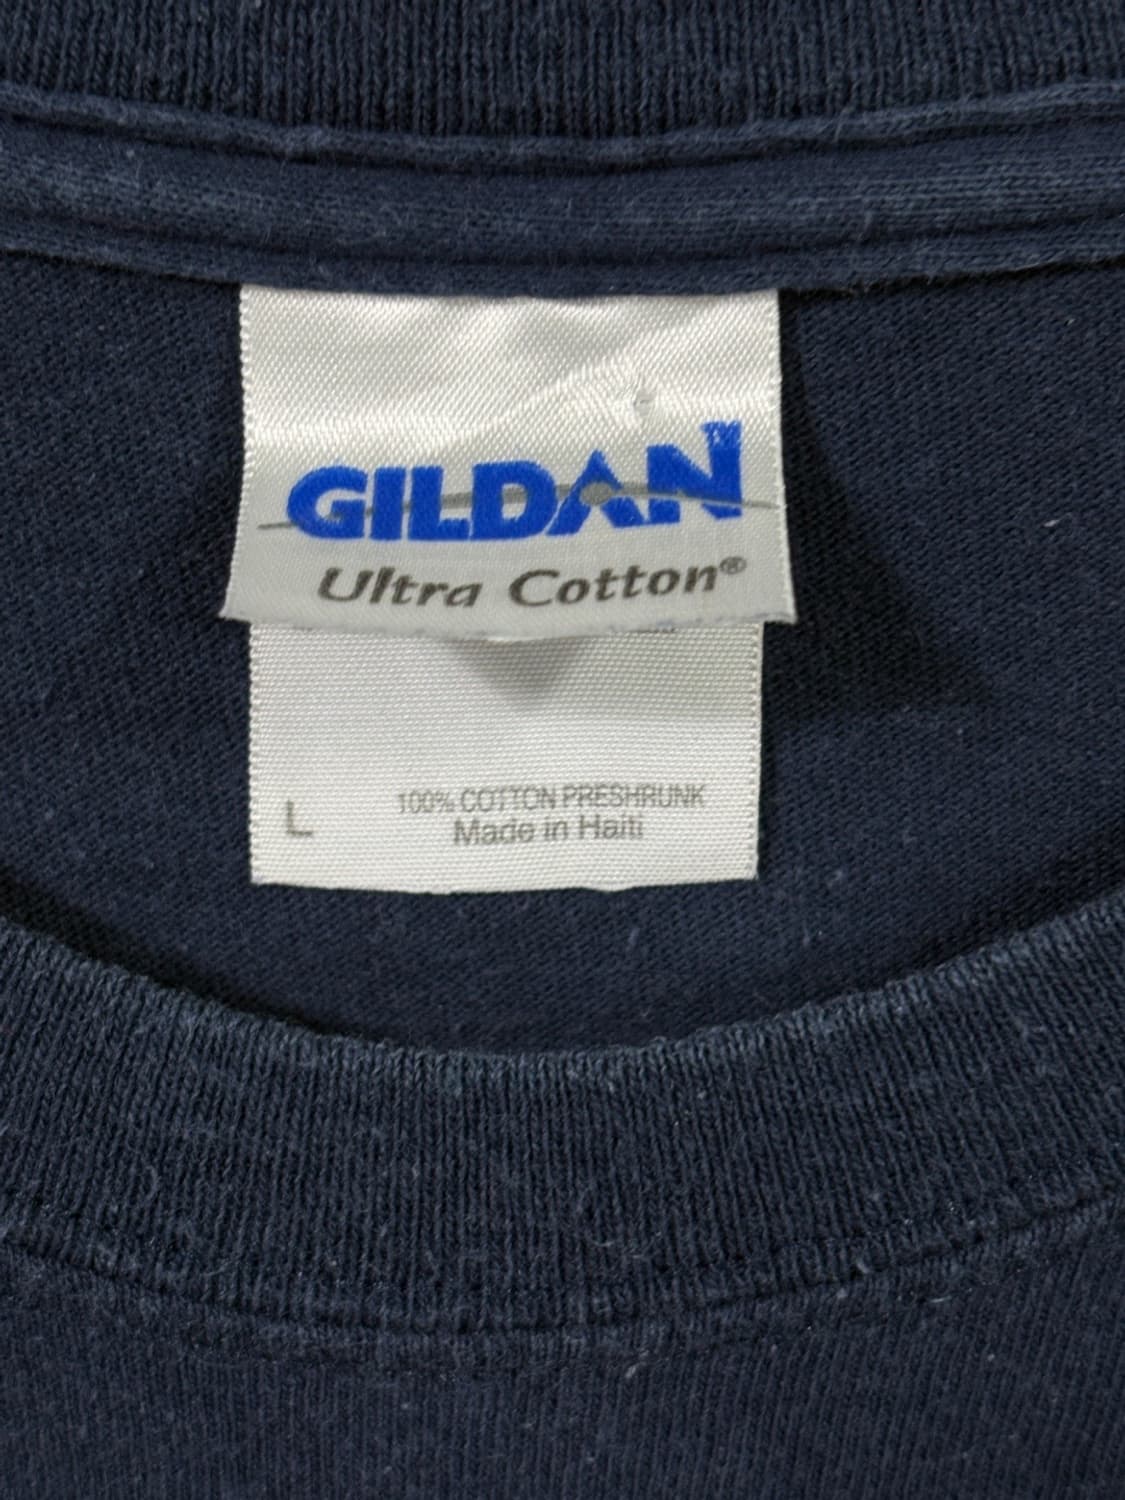 GILDAN
Ultra Cotton®
100% COTTON PRESHRUNK
L Made in Haiti